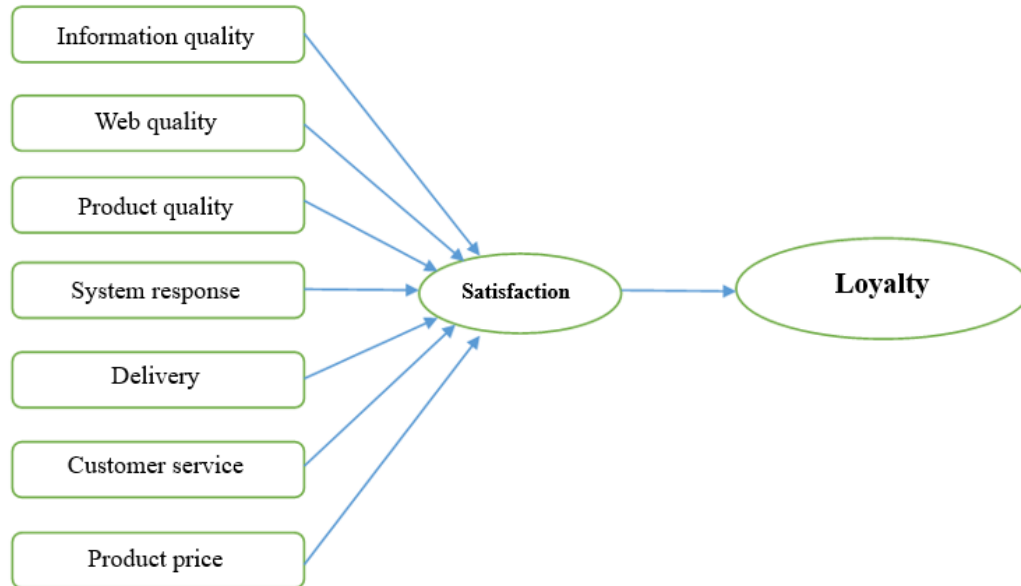 Information quality
Web quality
Product quality
System response
Delivery
Customer service
Product price
Satisfaction
Loyalty